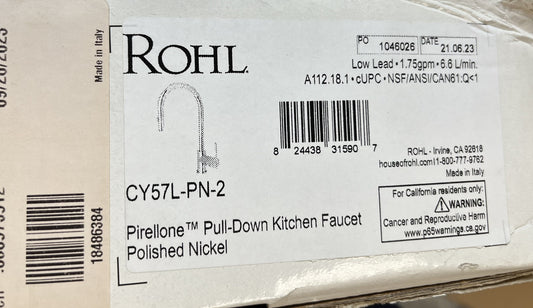 ROHL
PO 1046026 DATE 21.06.23
Low Lead • 1.75gpm • 6.6 L/min.
A112.18.1 • cUPC • NSF/ANSI/CAN61:Q<1
8 24438 31590 7
ROHL - Irvine, CA 92618
houseofrohl.com|1-800-777-9762
Made in Italy
CY57L-PN-2
Pirellone™ Pull-Down Kitchen Faucet
Polished Nickel
For California residents only:
WARNING:
Cancer and Reproductive Harm
www.p65warnings.ca.gov
Made in Italy
18486384